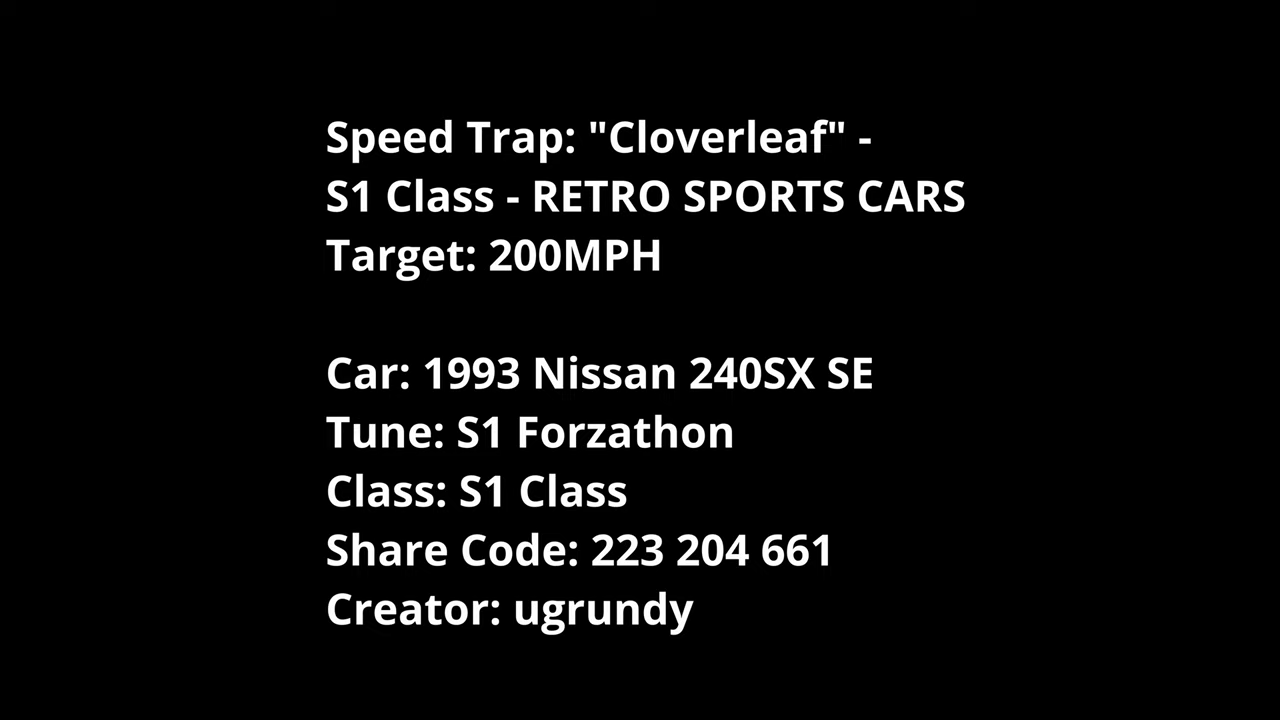 Speed Trap: "Cloverleaf" -
S1 Class - RETRO SPORTS CARS
Target: 200MPH
Car: 1993 Nissan 240SX SE
Tune: S1 Forzathon
Class: S1 Class
Share Code: 223 204 661
Creator: ugrundy